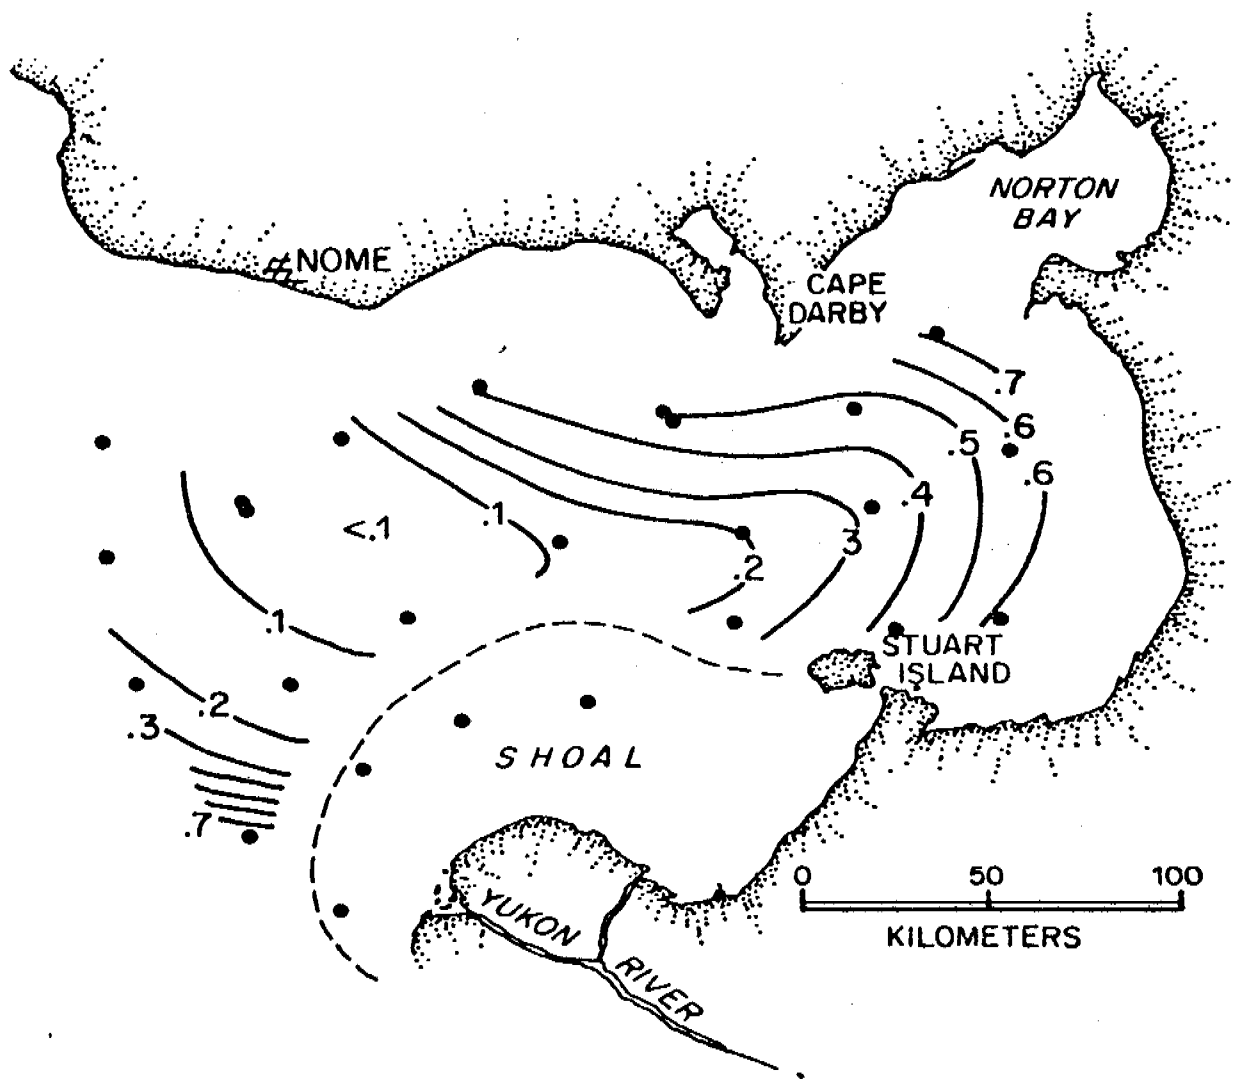 NORTON
BAY
NOME
CAPE
DARBY
.7
.6
.5
.6
.4
.1
<.1
3
.2
.1
STUART
ISLAND
.2
.3
SHOAL
.7
0 50 100
YUKON
KILOMETERS
RIVER